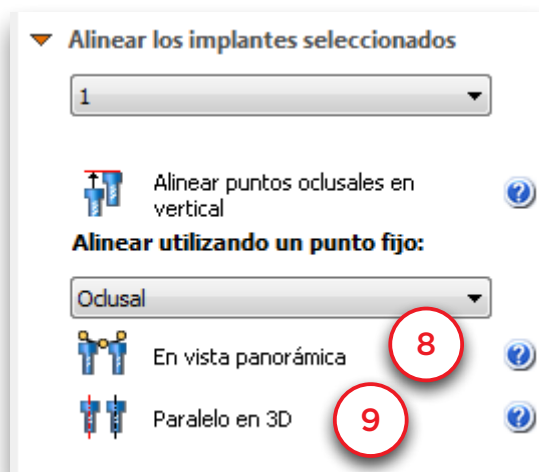 Alinear los implantes seleccionados
1
Alinear puntos oclusales en
vertical
Alinear utilizando un punto fijo:
Oclusal
8
En vista panorámica
9
Paralelo en 3D